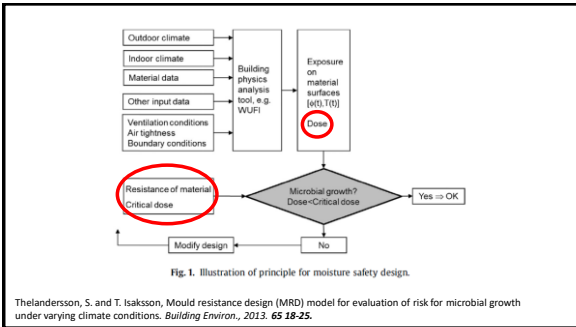 Outdoor climate
Indoor climate
Material data
Other input data
Ventilation conditions
Air tightness
Boundary conditions
Building
physics
analysis
tool, e.g.
WUFI
Exposure
on
material
surfaces
[ϕ(t),T(t)]
Dose
Resistance of material
Critical dose
Microbial growth?
Dose<Critical dose
Yes ⇒ OK
No
Modify design
Fig. 1. Illustration of principle for moisture safety design.
Thelandersson, S. and T. Isaksson, Mould resistance design (MRD) model for evaluation of risk for microbial growth
under varying climate conditions. Building Environ., 2013. 65 18-25.